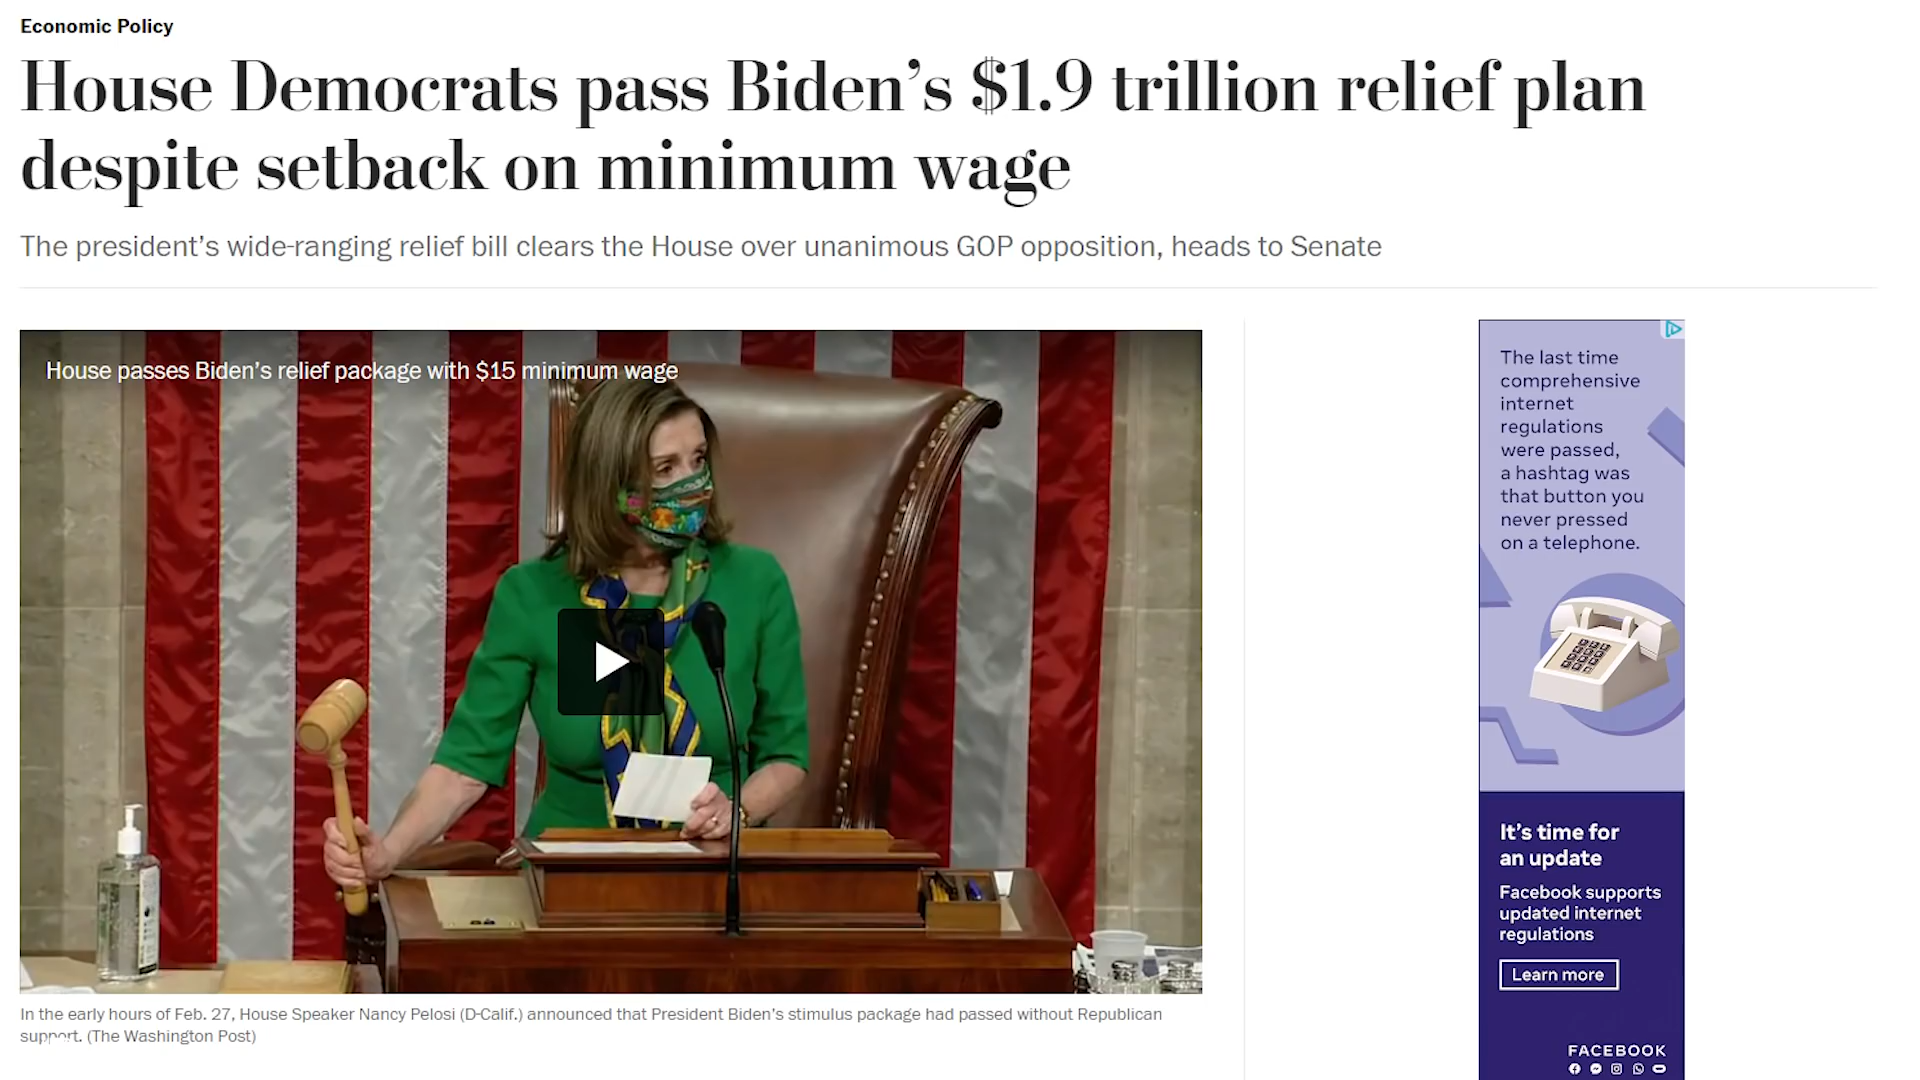 Economic Policy
House Democrats pass Biden’s $1.9 trillion relief plan
despite setback on minimum wage
The president’s wide-ranging relief bill clears the House over unanimous GOP opposition, heads to Senate
House passes Biden’s relief package with $15 minimum wage
In the early hours of Feb. 27, House Speaker Nancy Pelosi (D-Calif.) announced that President Biden’s stimulus package had passed without Republican
support. (The Washington Post)
The last time
comprehensive
internet
regulations
were passed,
a hashtag was
that button you
never pressed
on a telephone.
It’s time for
an update
Facebook supports
updated internet
regulations
Learn more
FACEBOOK